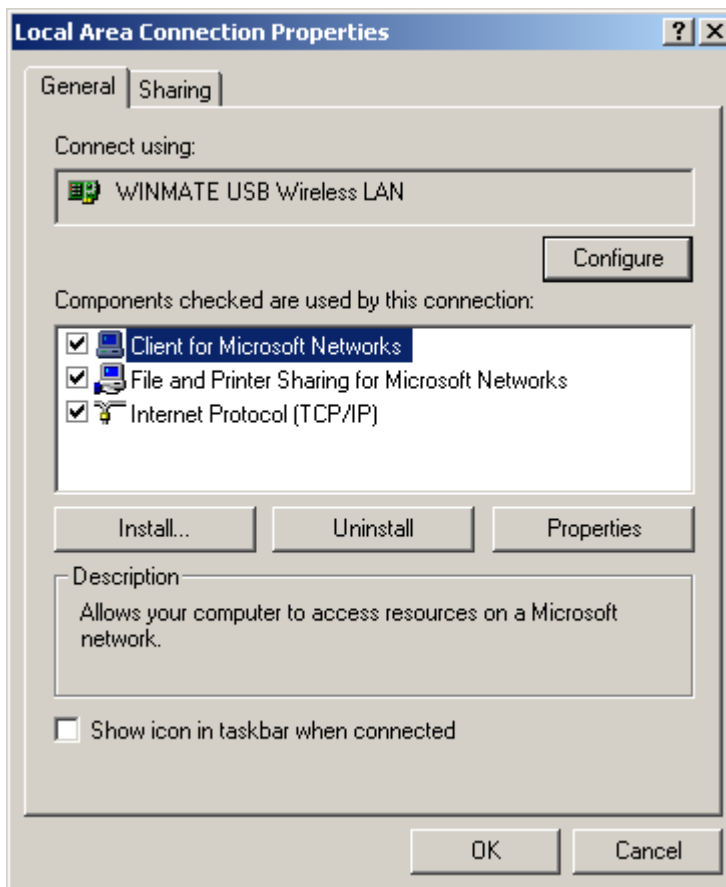 Local Area Connection Properties
General
Sharing
Connect using:
WINMATE USB Wireless LAN
Configure
Components checked are used by this connection:
Client for Microsoft Networks
File and Printer Sharing for Microsoft Networks
Internet Protocol (TCP/IP)
Install...
Uninstall
Properties
Description
Allows your computer to access resources on a Microsoft
network.
Show icon in taskbar when connected
OK
Cancel